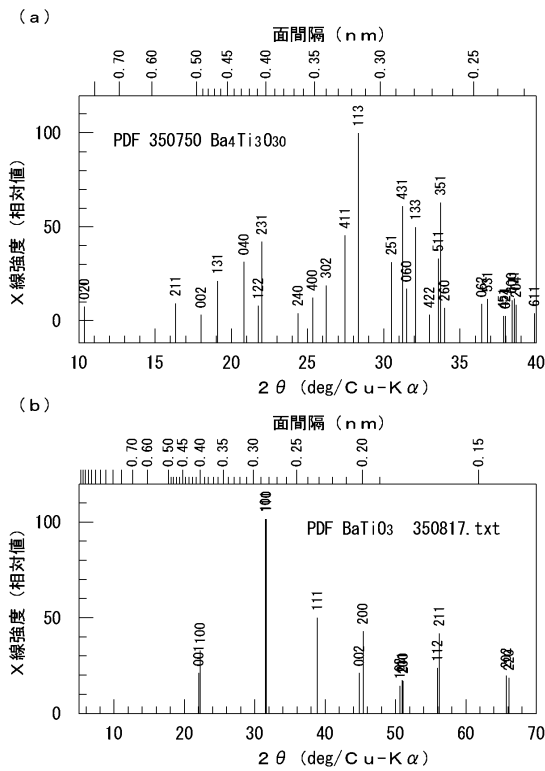 (a)
面間隔 (nm)
0.70 0.60 0.50 0.45 0.40 0.35 0.30 0.25
X線強度 (相対値)
100
50
0
PDF 350750 Ba4Ti3O30
020 211 002 131 040 122 231 240 400 302 411 113 251 431 060 133 422 511 351 260 062 531 611
10 15 20 25 30 35 40
2θ (deg/Cu-Kα)
(b)
面間隔 (nm)
0.70 0.60 0.50 0.45 0.40 0.35 0.30 0.25 0.20 0.15
X線強度 (相対値)
100
50
0
PDF BaTiO3 350817.txt
001 100 111 002 200 112 211
10 20 30 40 50 60 70
2θ (deg/Cu-Kα)